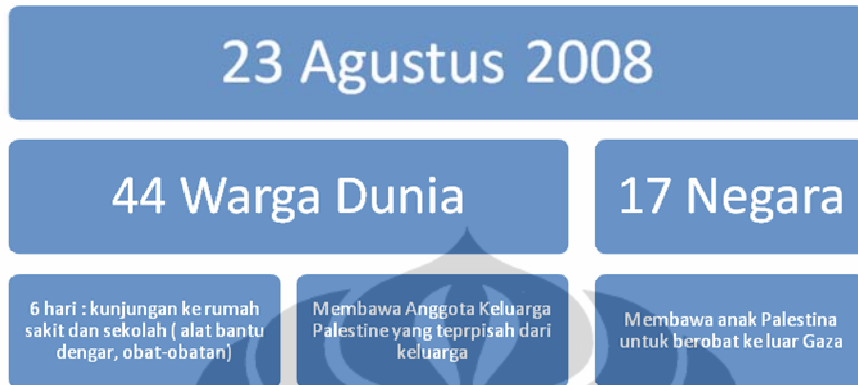 23 Agustus 2008
44 Warga Dunia
17 Negara
6 hari : kunjungan ke rumah
sakit dan sekolah ( alat bantu
dengar, obat-obatan)
Membawa Anggota Keluarga
Palestine yang teprpisah dari
keluarga
Membawa anak Palestina
untuk berobat ke luar Gaza